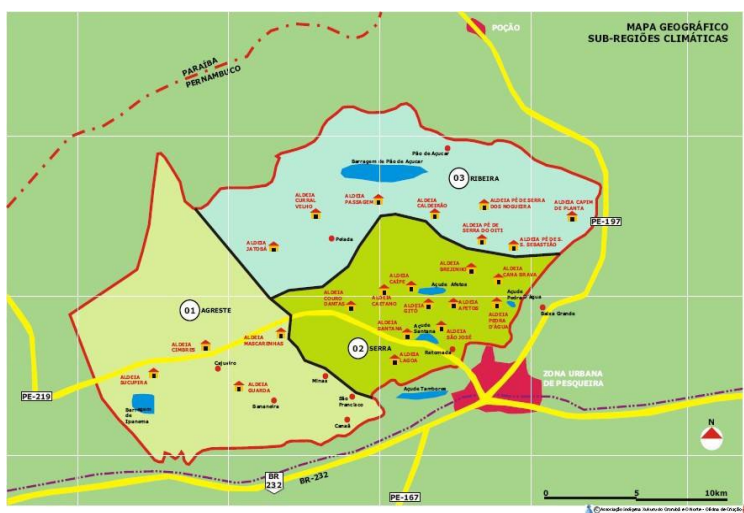 MAPA GEOGRÁFICO
SUB-REGIÕES CLIMÁTICAS
POÇÃO
PARAÍBA
PERNAMBUCO
Pão de Açucar
Barragem de Pão de Açucar
03 RIBEIRA
ALDEIA
CURRAL
VELHO
ALDEIA
PASSAGEM
ALDEIA
CALDEIRÃO
ALDEIA PÉ DE SERRA
DOS NOGUEIRA
ALDEIA CAPIM
DE PLANTA
PE-197
ALDEIA PÉ DE
SERRA DO OITI
ALDEIA PÉ DE S.
S. SEBASTIÃO
ALDEIA
JATOBÁ
Pelada
ALDEIA
BREJINHO
ALDEIA
CANA BRAVA
ALDEIA
CAÍPE
Açude Afetos
ALDEIA
COURO
DANTAS
ALDEIA
CAETANO
ALDEIA
GITÓ
ALDEIA
AFETOS
Açude
Pedra D'água
ALDEIA
PEDRA
D'ÁGUA
Baixa Grande
01 AGRESTE
ALDEIA
SANTANA
Açude
Santana
ALDEIA
SÃO JOSÉ
ALDEIA
CIMBRES
ALDEIA
MASCARENHAS
02 SERRA
Retomada
ALDEIA
LAGOA
Cajueiro
ALDEIA
SUCUPIRA
ALDEIA
GUARDA
Minas
ZONA URBANA
DE PESQUEIRA
PE-219
Barragem
de
Ipanema
Bananeira
São
Francisco
Açude Tambores
Canaã
N
BR
232
BR-232
PE-167
0 5 10km